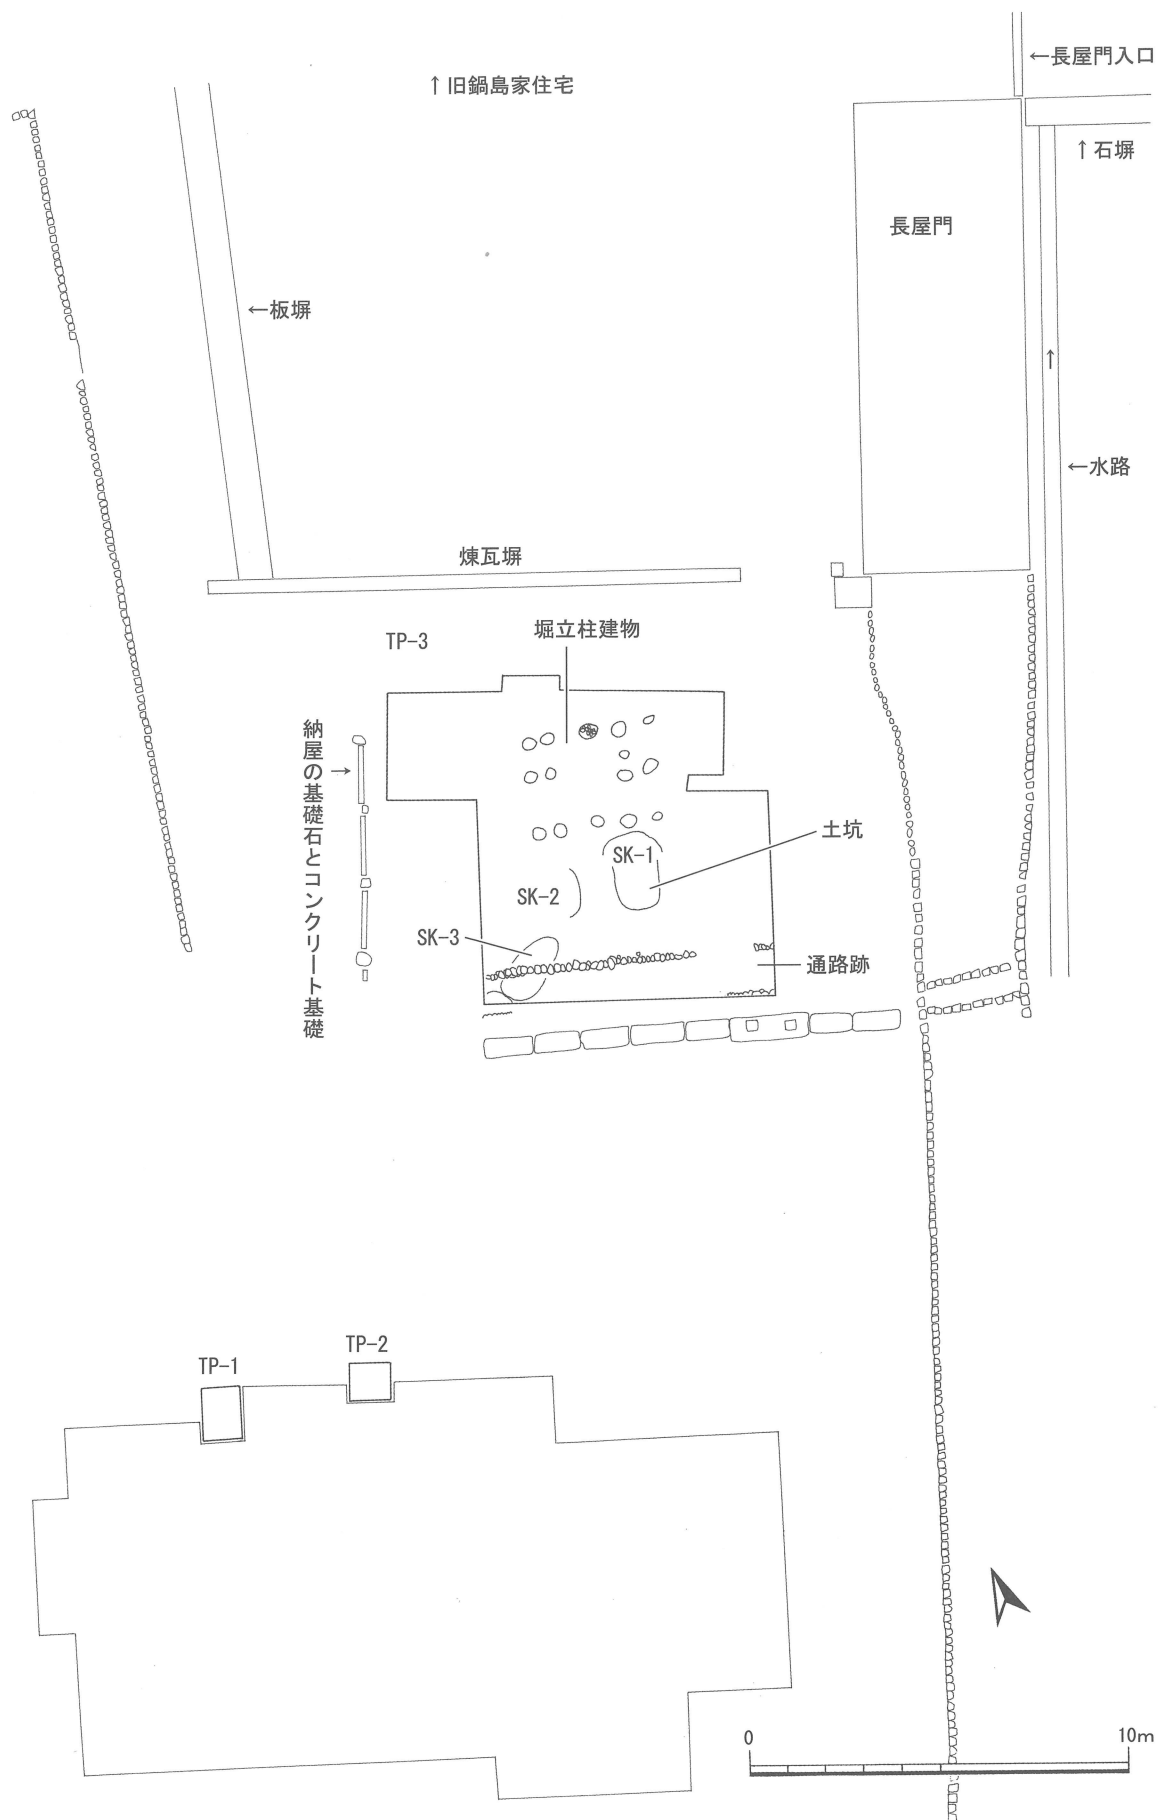 ←長屋門入口
↑旧鍋島家住宅
↑石塀
長屋門
←板塀
↑
←水路
煉瓦塀
堀立柱建物
TP-3
納屋の基礎石とコンクリート基礎
→
土坑
SK-1
SK-2
SK-3
通路跡
TP-2
TP-1
0
10m